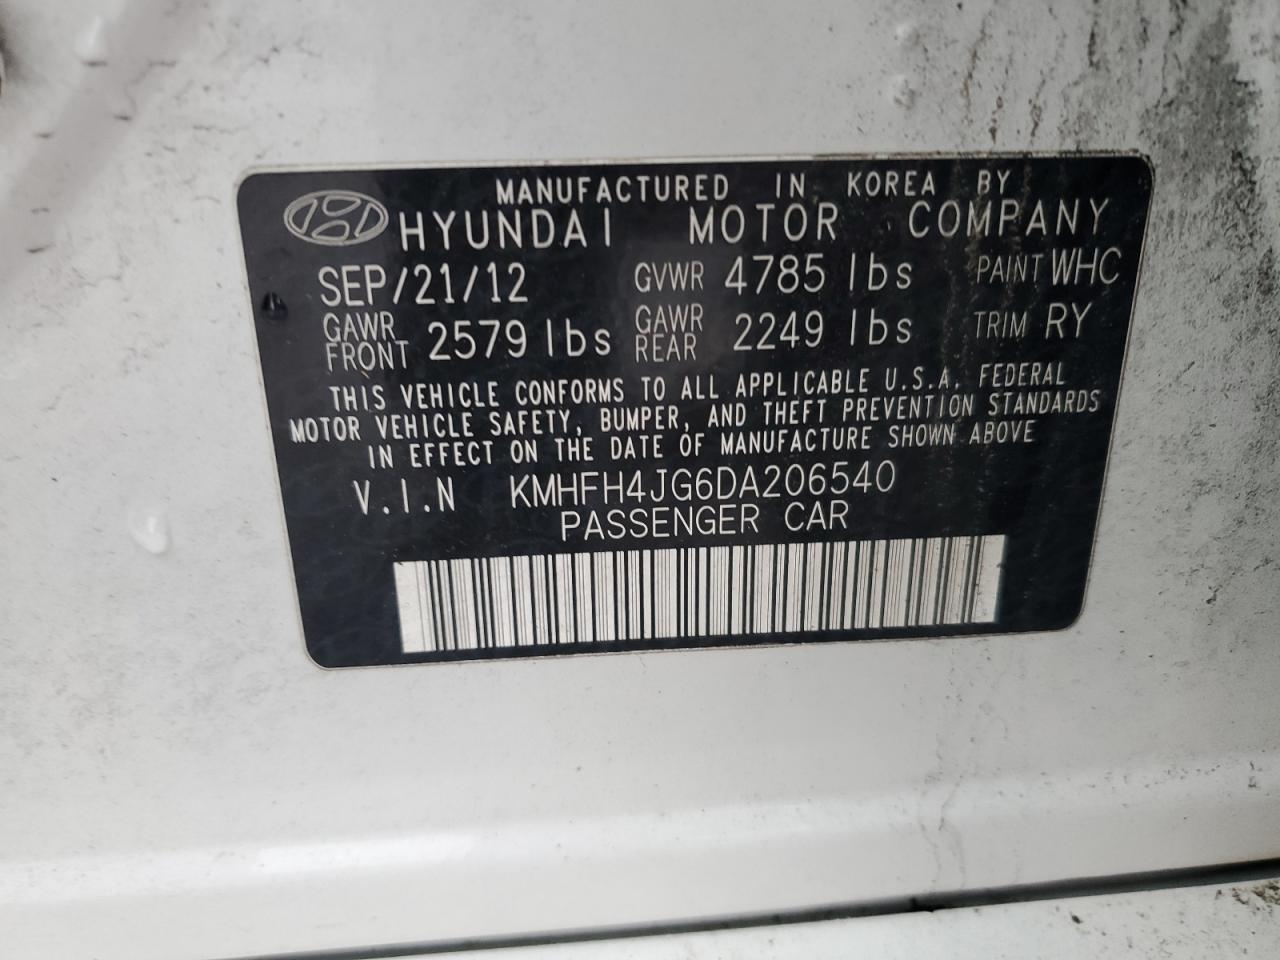 MANUFACTURED IN KOREA BY
HYUNDAI MOTOR COMPANY
SEP/21/12 GVWR 4785 lbs PAINT WHC
GAWR FRONT 2579 lbs GAWR REAR 2249 lbs TRIM RY
THIS VEHICLE CONFORMS TO ALL APPLICABLE U.S.A. FEDERAL
MOTOR VEHICLE SAFETY, BUMPER, AND THEFT PREVENTION STANDARDS
IN EFFECT ON THE DATE OF MANUFACTURE SHOWN ABOVE
V.I.N KMHFH4JG6DA206540
PASSENGER CAR